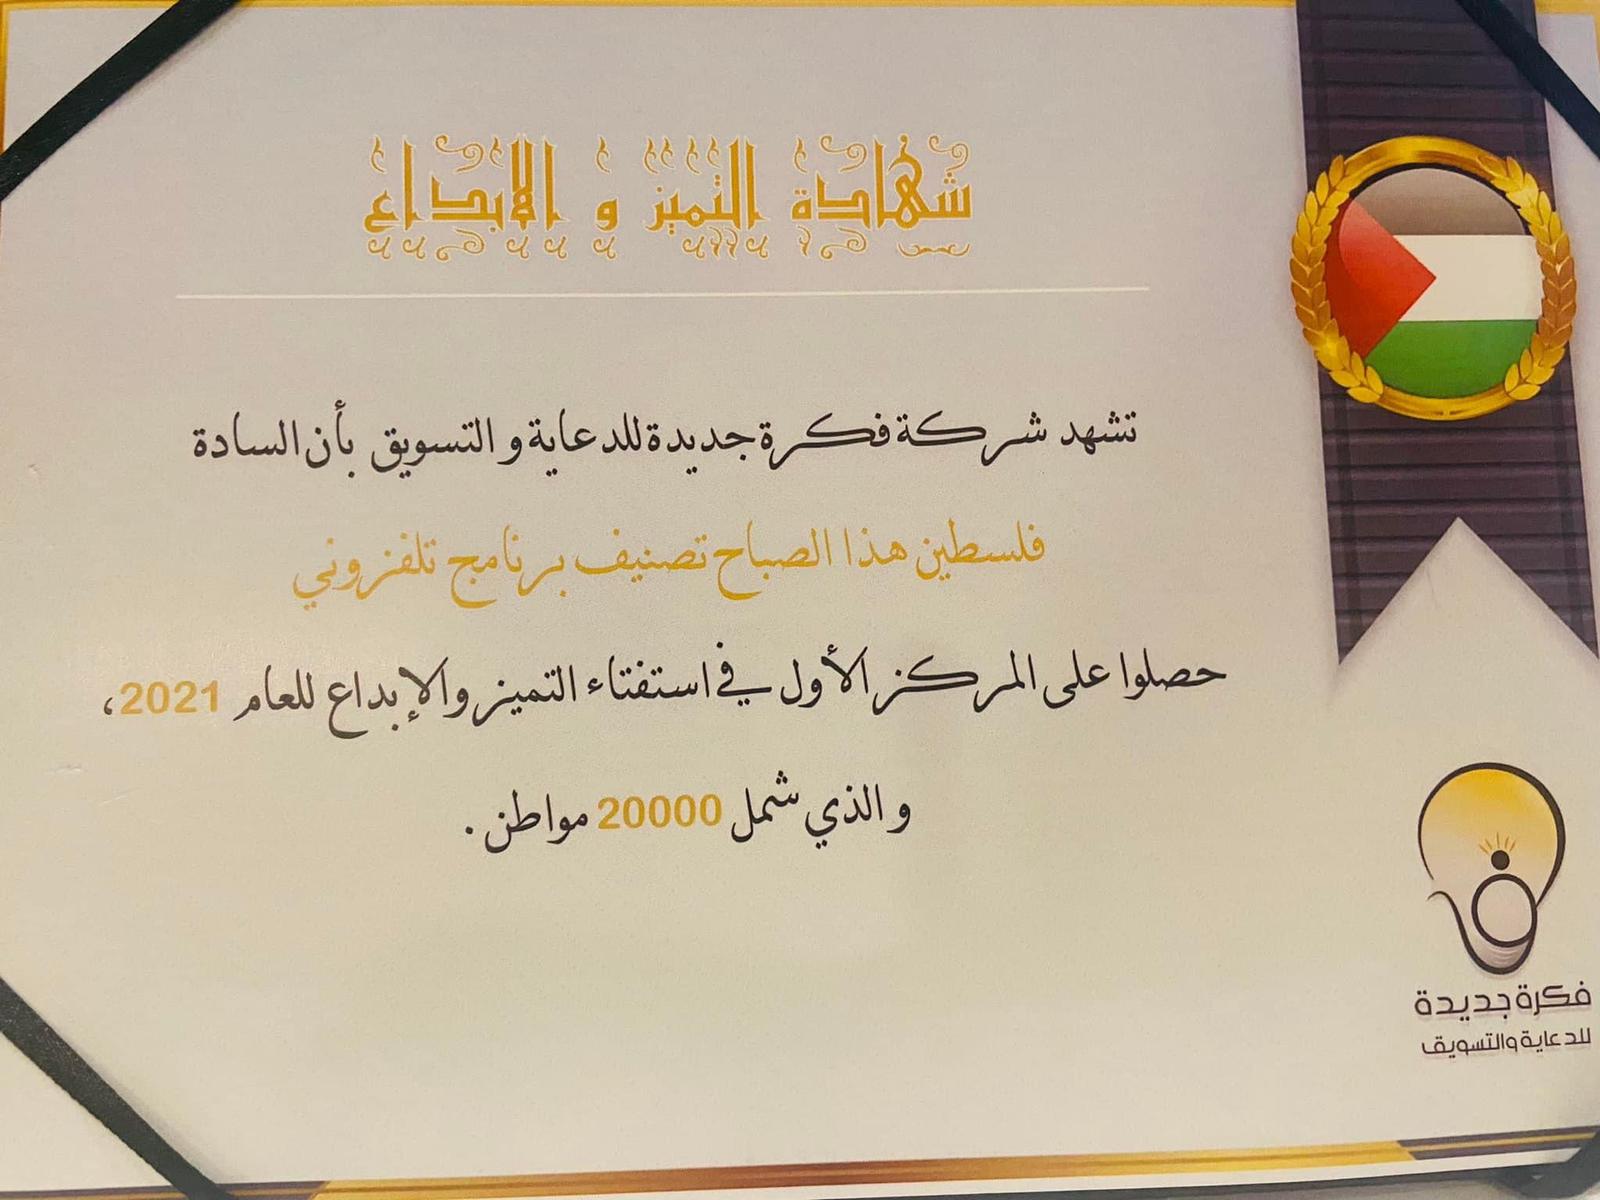 شهادة التميز و الإبداع
تشهد شركة فكرة جديدة للدعاية و التسويق بأن السادة
فلسطين هذا الصباح تصنيف برنامج تلفزوني
حصلوا على المركز الأول في استفتاء التميز والإبداع للعام 2021،
و الذي شمل 20000 مواطن .
فكرة جديدة
للدعاية والتسويق